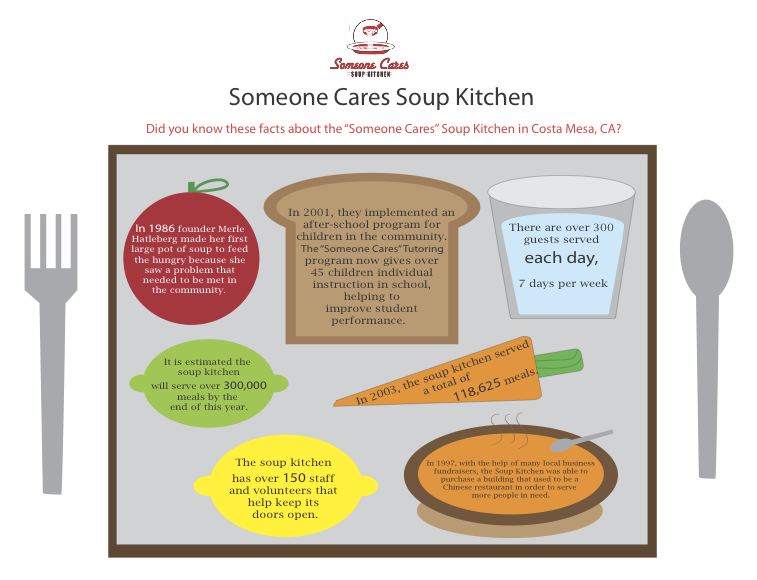 Someone Cares
SOUP KITCHEN
Someone Cares Soup Kitchen
Did you know these facts about the "Someone Cares" Soup Kitchen in Costa Mesa, CA?
In 1986 founder Merle
Hatleberg made her first
large pot of soup to feed
the hungry because she
saw a problem that
needed to be met in
the community.
In 2001, they implemented an
after-school program for
children in the community.
The "Someone Cares" Tutoring
program now gives over
45 children individual
instruction in school,
helping to
improve student
performance.
There are over 300
guests served
each day,
7 days per week
It is estimated the
soup kitchen
will serve over 300,000
meals by the
end of this year.
In 2003, the soup kitchen served
a total of
118,625 meals.
The soup kitchen
has over 150 staff
and volunteers that
help keep its
doors open.
In 1997, with the help of many local business
fundraisers, the Soup Kitchen was able to
purchase a building that used to be a
Chinese restaurant in order to serve
more people in need.